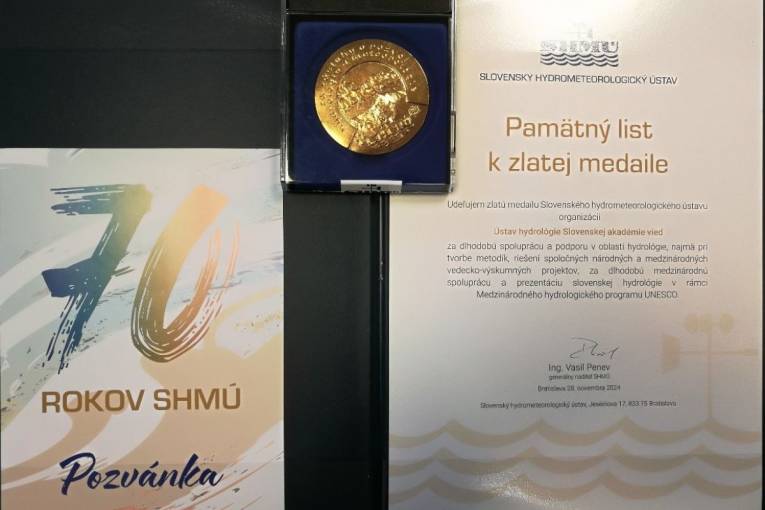 70
ROKOV SHMÚ
Pozvánka
SHMÚ
SLOVENSKÝ HYDROMETEOROLOGICKÝ ÚSTAV
Pamätný list
k zlatej medaile
Udeľujem zlatú medailu Slovenského hydrometeorologického ústavu
organizácii
Ústav hydrológie Slovenskej akadémie vied
za dlhodobú spoluprácu a podporu v oblasti hydrológie, najmä pri
tvorbe metodík, riešení spoločných národných a medzinárodných
vedecko-výskumných projektov, za dlhodobú medzinárodnú
spoluprácu a prezentáciu slovenskej hydrológie v rámci
Medzinárodného hydrologického programu UNESCO.
Ing. Vasil Penev
generálny riaditeľ SHMÚ
Bratislava 28. novembra 2024
Slovenský hydrometeorologický ústav, Jeséniova 17, 833 15 Bratislava